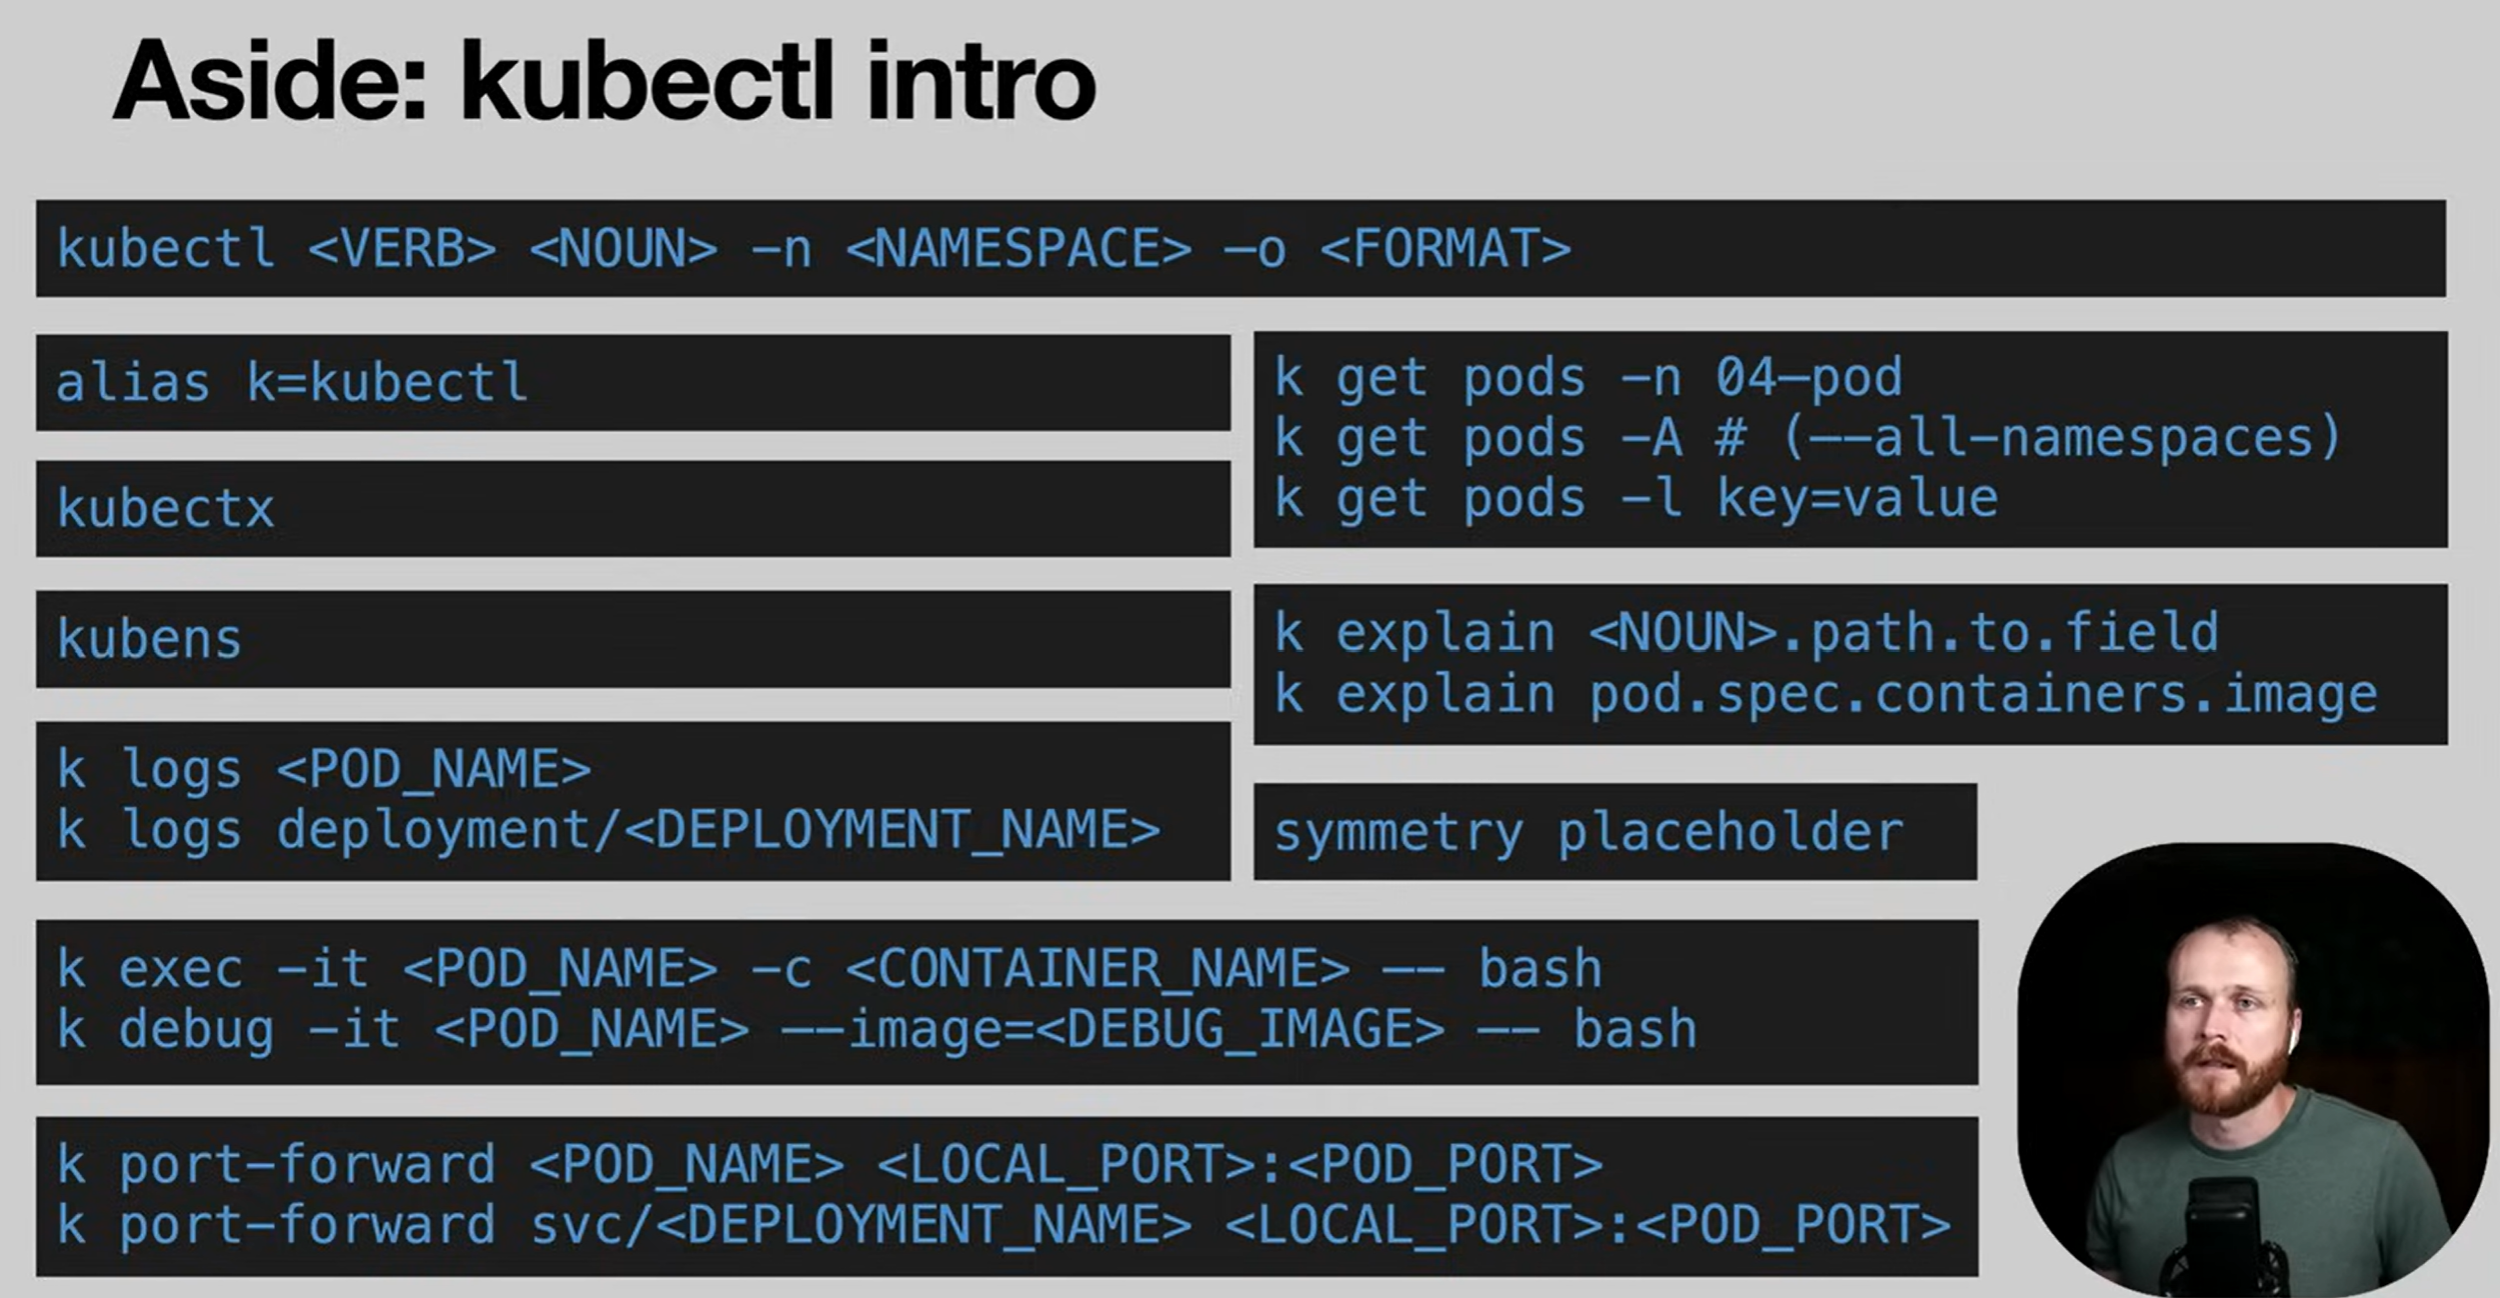 Aside: kubectl intro
kubectl <VERB> <NOUN> -n <NAMESPACE> –o <FORMAT>
alias k=kubectl
kubectx
kubens
k logs <POD_NAME>
k logs deployment/<DEPLOYMENT_NAME>
k get pods -n 04–pod
k get pods -A # (––all-namespaces)
k get pods -l key=value
k explain <NOUN>.path.to.field
k explain pod.spec.containers.image
symmetry placeholder
k exec -it <POD_NAME> -c <CONTAINER_NAME> –– bash
k debug -it <POD_NAME> ––image=<DEBUG_IMAGE> –– bash
k port-forward <POD_NAME> <LOCAL_PORT>:<POD_PORT>
k port-forward svc/<DEPLOYMENT_NAME> <LOCAL_PORT>:<POD_PORT>